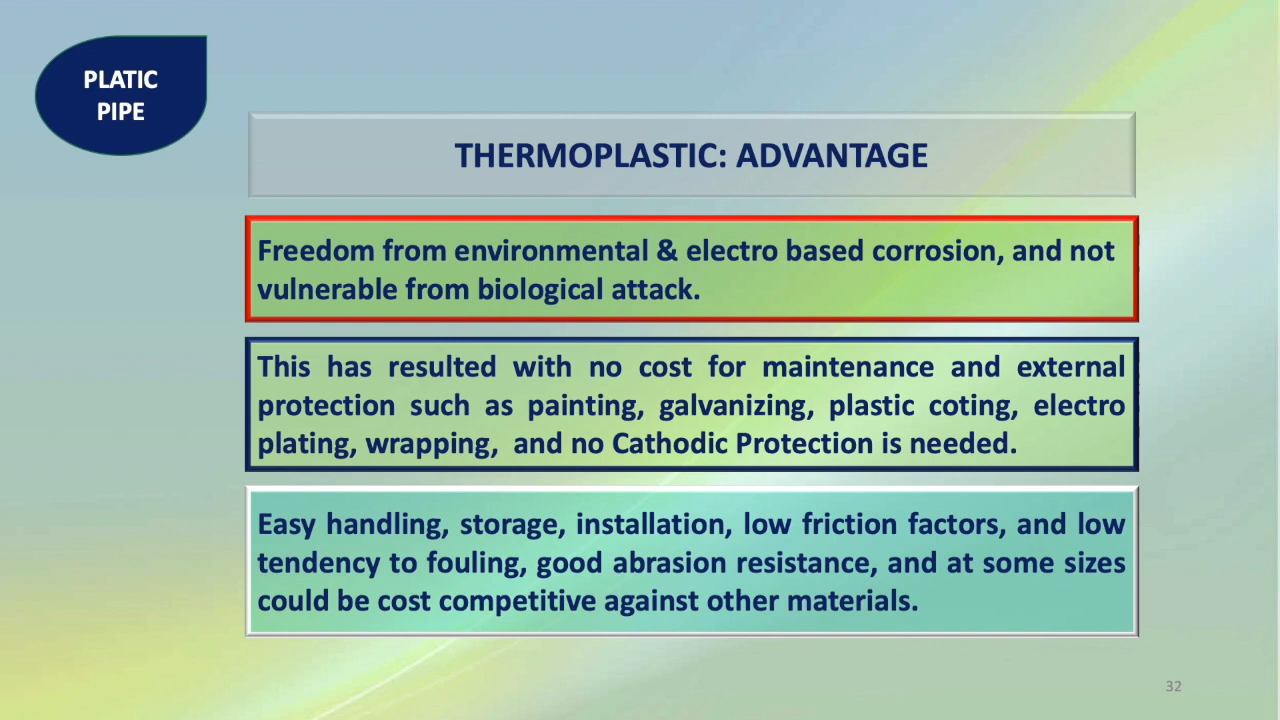 PLATIC
PIPE
THERMOPLASTIC: ADVANTAGE
Freedom from environmental & electro based corrosion, and not
vulnerable from biological attack.
This has resulted with no cost for maintenance and external
protection such as painting, galvanizing, plastic coting, electro
plating, wrapping, and no Cathodic Protection is needed.
Easy handling, storage, installation, low friction factors, and low
tendency to fouling, good abrasion resistance, and at some sizes
could be cost competitive against other materials.
32